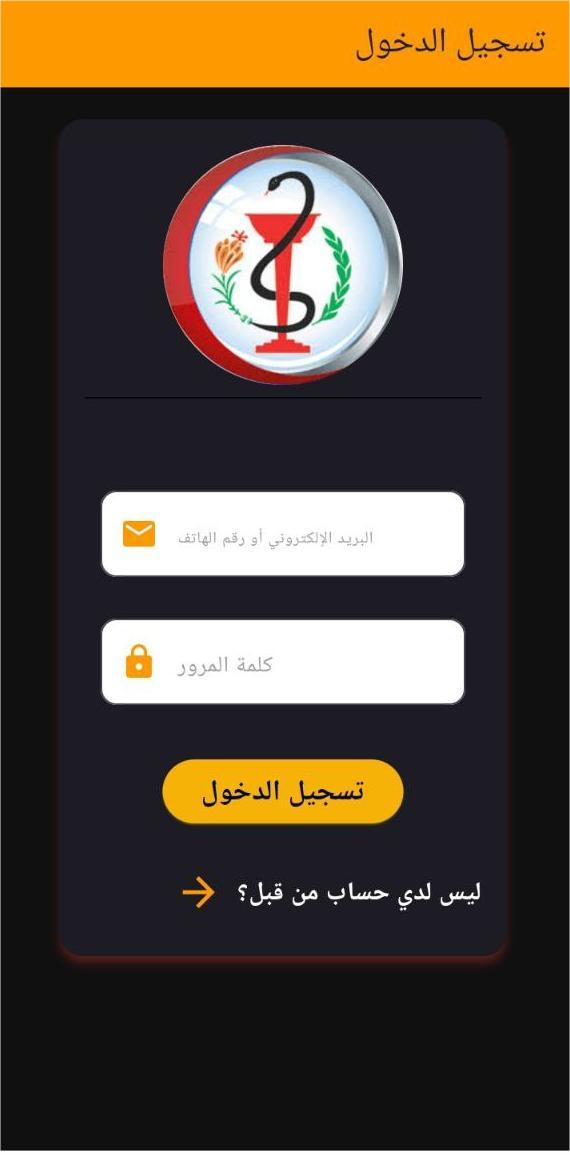 تسجيل الدخول
البريد الإلكتروني أو رقم الهاتف
كلمة المرور
تسجيل الدخول
ليس لدي حساب من قبل؟